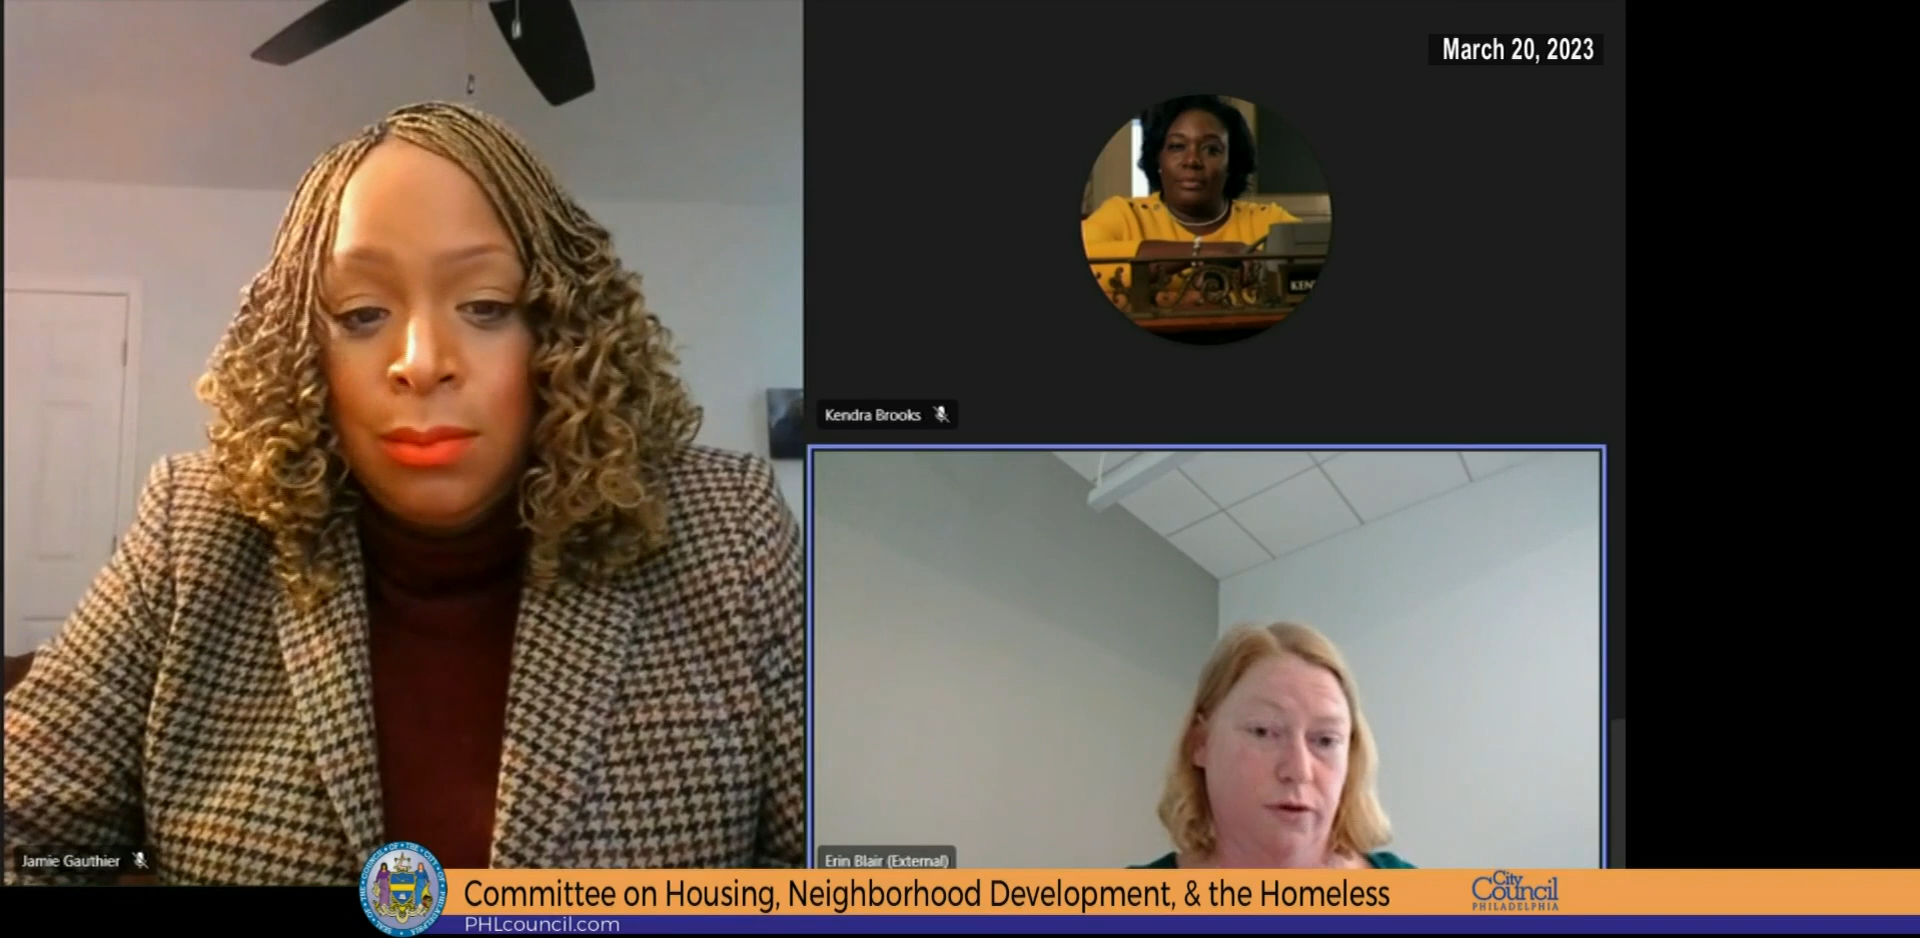 March 20, 2023
KEN
Kendra Brooks
Jamie Gauthier
Erin Blair (External)
Committee on Housing, Neighborhood Development, & the Homeless
City
Council
PHILADELPHIA
PHLcouncil.com